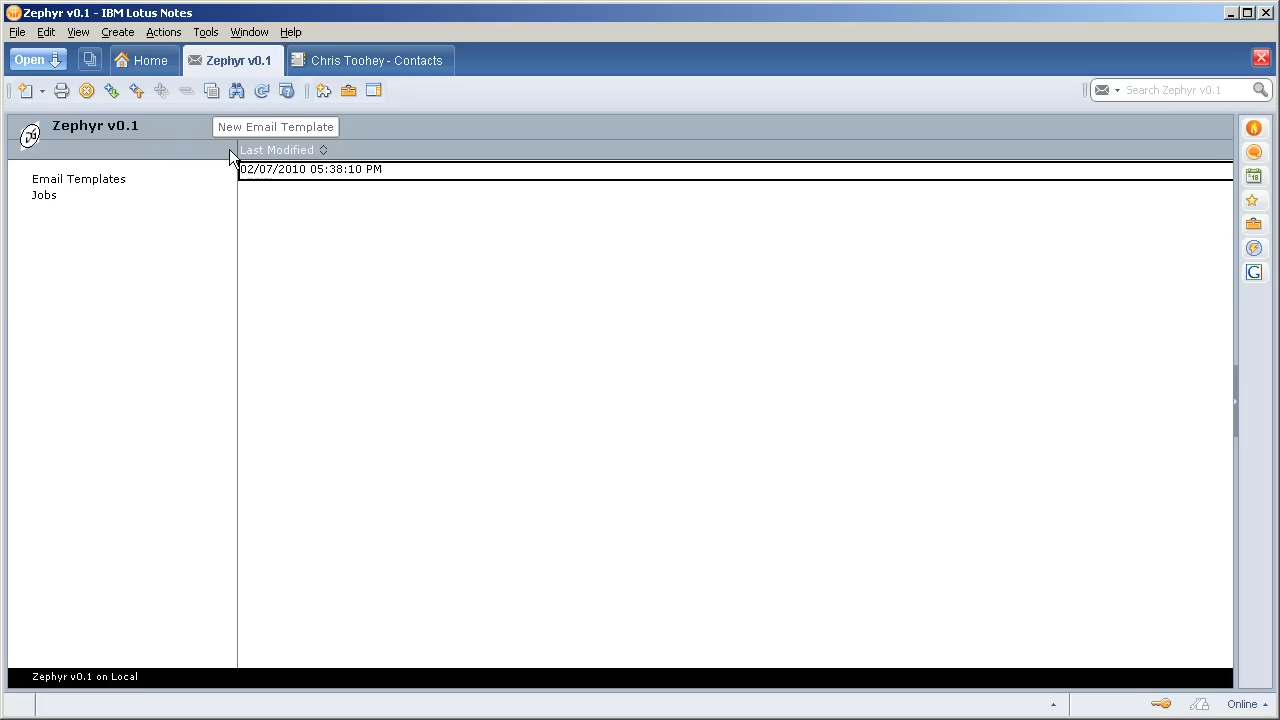 Zephyr v0.1 - IBM Lotus Notes
File Edit View Create Actions Tools Window Help
Open Home Zephyr v0.1 Chris Toohey - Contacts
Search Zephyr v0.1
Zephyr v0.1 New Email Template
Last Modified
02/07/2010 05:38:10 PM
Email Templates
Jobs
Zephyr v0.1 on Local
Online